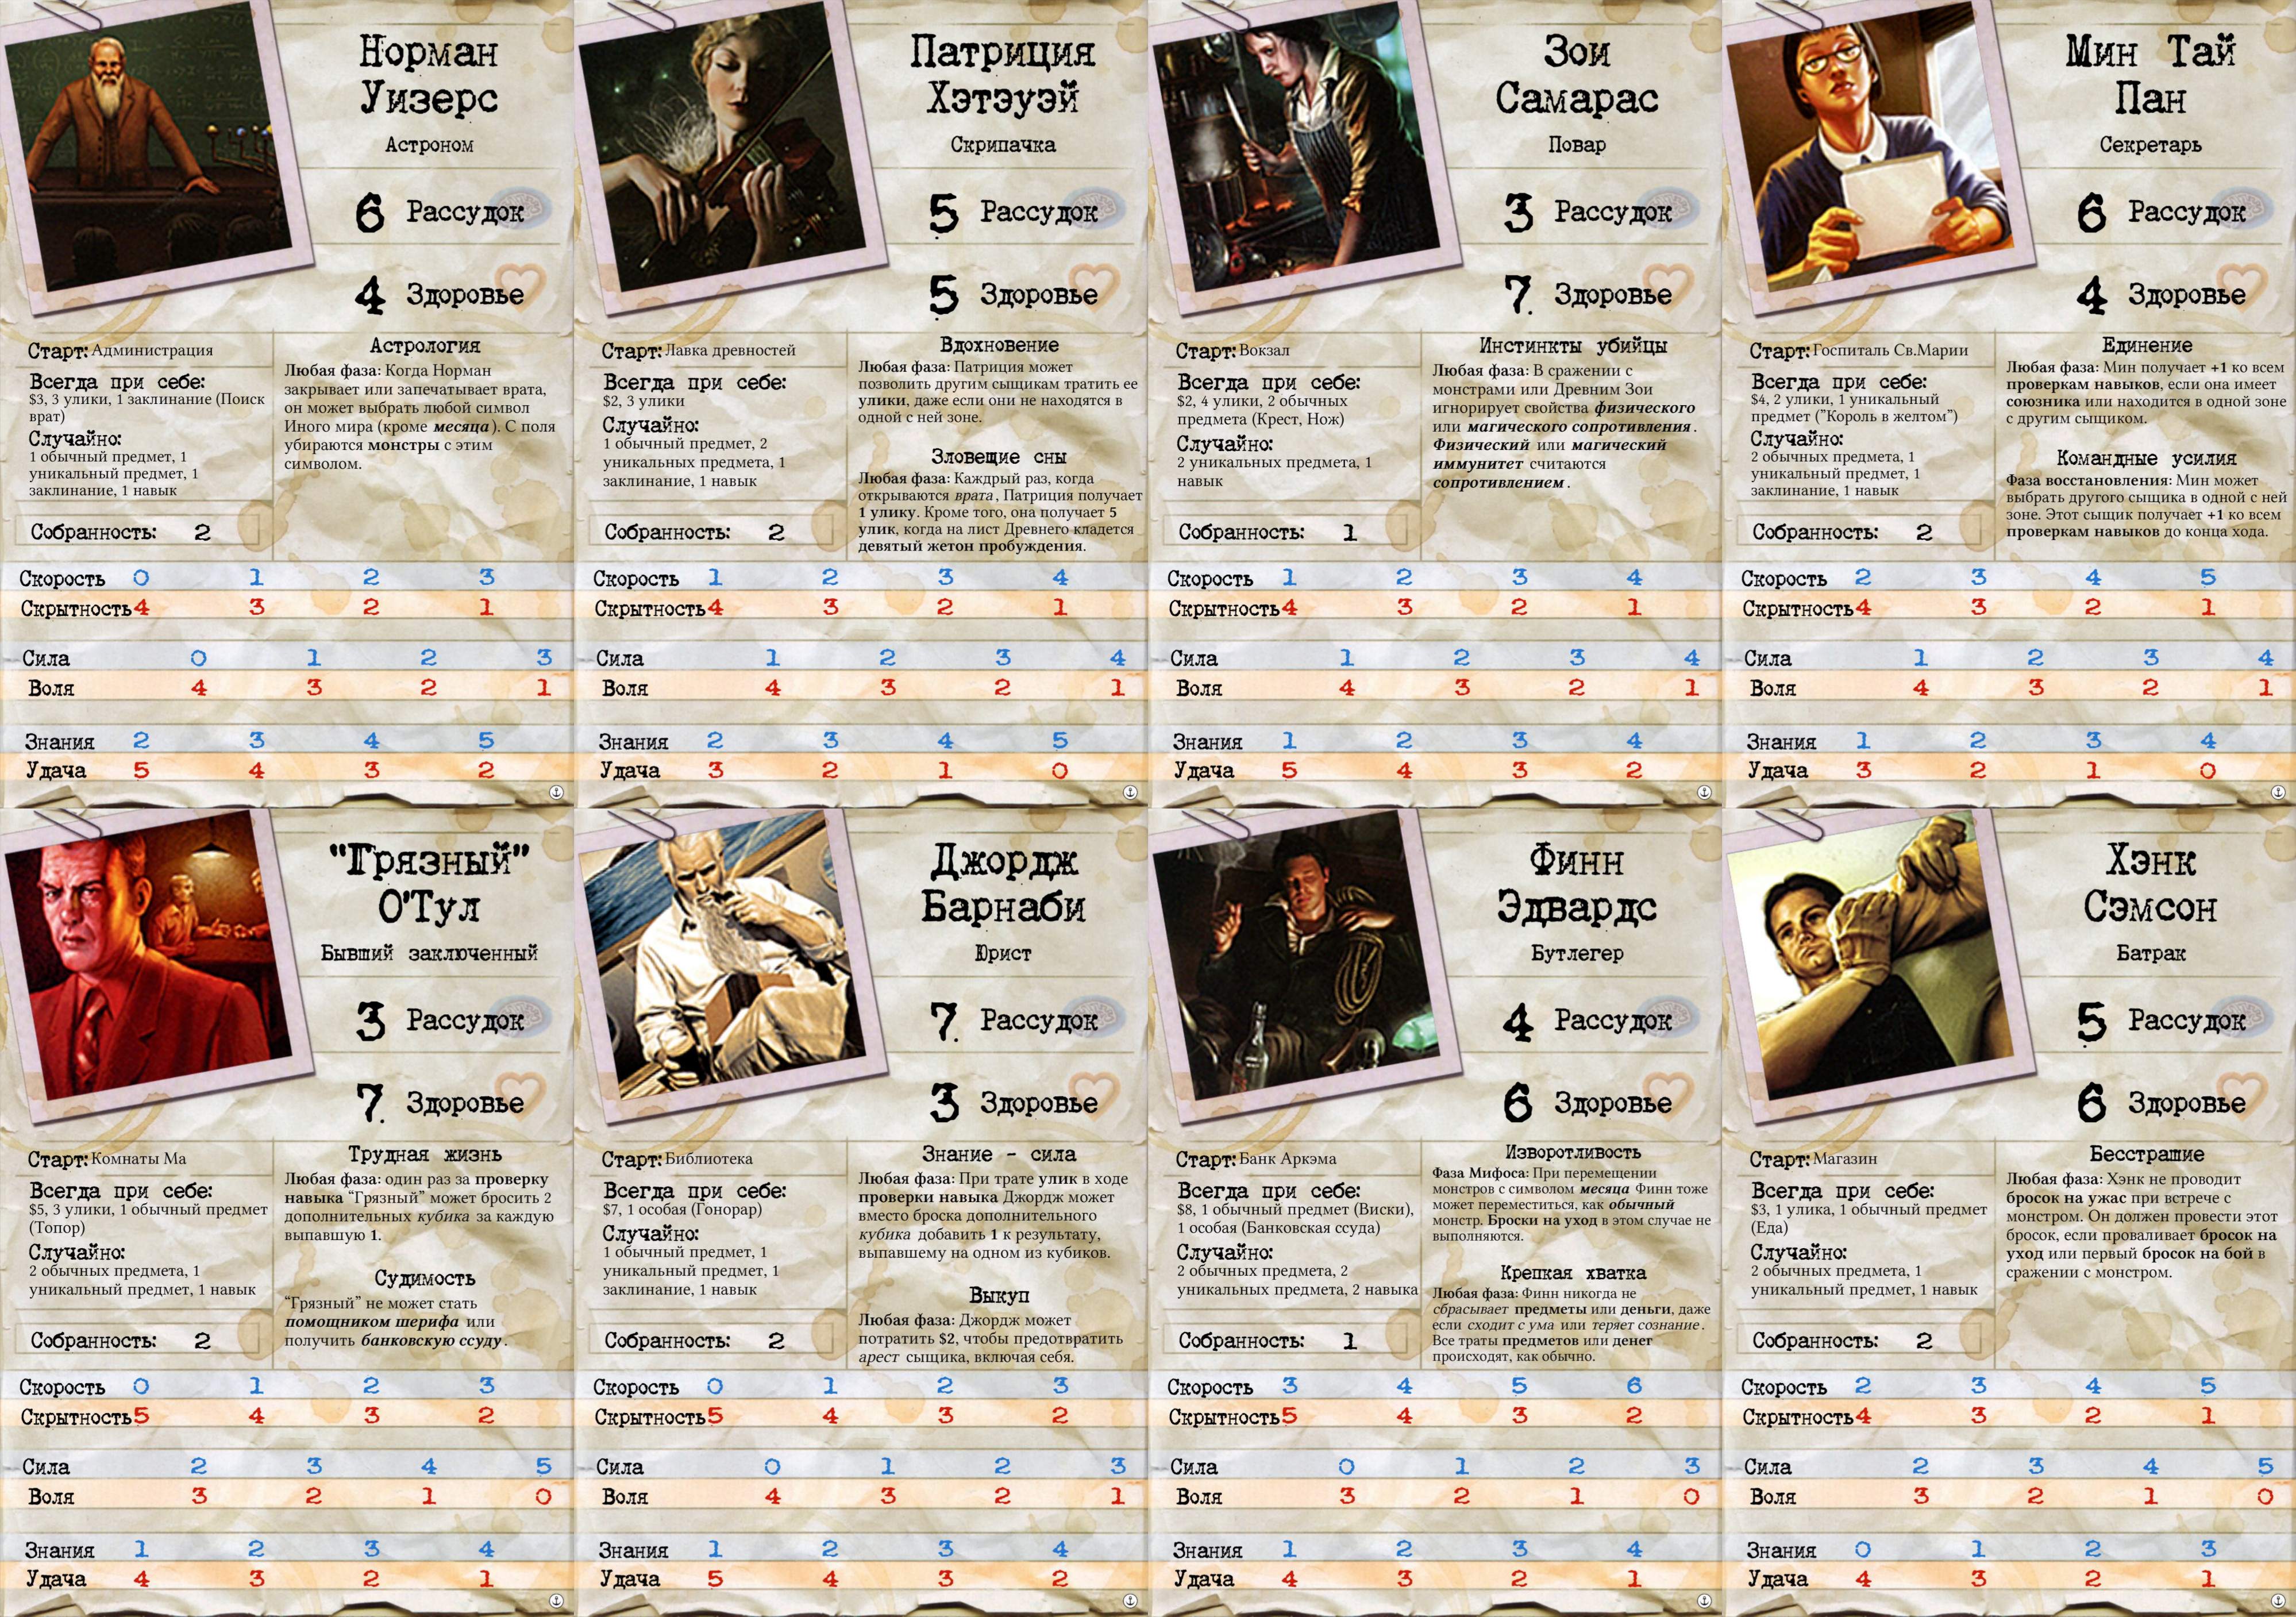 Норман
Уизерс
Астроном
6 Рассудок
4 Здоровье
Старт: Администрация
Всегда при себе:
$3, 3 улики, 1 заклинание (Поиск
врат)
Случайно:
1 обычный предмет, 1
уникальный предмет, 1
заклинание, 1 навык
Собранность: 2
Астрология
Любая фаза: Когда Норман
закрывает или запечатывает врата,
он может выбрать любой символ
Иного мира (кроме месяца). С поля
убираются монстры с этим
символом.
Скорость 0 1 2 3
Скрытность 4 3 2 1
Сила 0 1 2 3
Воля 4 3 2 1
Знания 2 3 4 5
Удача 5 4 3 2
Патриция
Хэтэуэй
Скрипачка
5 Рассудок
5 Здоровье
Старт: Лавка древностей
Всегда при себе:
$2, 3 улики
Случайно:
1 обычный предмет, 2
уникальных предмета, 1
заклинание, 1 навык
Собранность: 2
Вдохновение
Любая фаза: Патриция может
позволить другим сыщикам тратить ее
улики, даже если они не находятся в
одной с ней зоне.
Зловещие сны
Любая фаза: Каждрый раз, когда
открываются врата, Патриция получает
1 улику. Кроме того, она получает 5
улик, когда на лист Древнего кладется
девятый жетон пробуждения.
Скорость 1 2 3 4
Скрытность 4 3 2 1
Сила 1 2 3 4
Воля 4 3 2 1
Знания 2 3 4 5
Удача 3 2 1 0
Зои
Самарас
Повар
3 Рассудок
7 Здоровье
Старт: Вокзал
Всегда при себе:
$2, 4 улики, 2 обычных
предмета (Крест, Нож)
Случайно:
2 уникальных предмета, 1
навык
Собранность: 1
Инстинкты убийцы
Любая фаза: В сражении с
монстрами или Древним Зои
игнорирует свойства физического
или магического сопротивления.
Физический или магический
иммунитет считаются
сопротивлением.
Скорость 1 2 3 4
Скрытность 4 3 2 1
Сила 1 2 3 4
Воля 4 3 2 1
Знания 1 2 3 4
Удача 5 4 3 2
Мин Тай
Пан
Секретарь
6 Рассудок
4 Здоровье
Старт: Госпиталь Св.Марии
Всегда при себе:
$4, 2 улики, 1 уникальный
предмет ("Король в желтом")
Случайно:
2 обычных предмета, 1
уникальный предмет, 1
заклинание, 1 навык
Собранность: 2
Единение
Любая фаза: Мин получает +1 ко всем
проверкам навыков, если она имеет
союзника или находится в одной зоне
с другим сыщиком.
Командные усилия
Фаза восстановления: Мин может
выбрать другого сыщика в одной с ней
зоне. Этот сыщик получает +1 ко всем
проверкам навыков до конца хода.
Скорость 2 3 4 5
Скрытность 4 3 2 1
Сила 1 2 3 4
Воля 4 3 2 1
Знания 1 2 3 4
Удача 3 2 1 0
"Грязный"
О'Тул
Бывший заключенный
3 Рассудок
7 Здоровье
Старт: Комнаты Ма
Всегда при себе:
$5, 3 улики, 1 обычный предмет
(Топор)
Случайно:
2 обычных предмета, 1
уникальный предмет, 1 навык
Собранность: 2
Трудная жизнь
Любая фаза: один раз за проверку
навыка "Грязный" может бросить 2
дополнительных кубика за каждую
выпавшую 1.
Судимость
"Грязный" не может стать
помощником шерифа или
получить банковскую ссуду.
Скорость 0 1 2 3
Скрытность 5 4 3 2
Сила 2 3 4 5
Воля 3 2 1 0
Знания 1 2 3 4
Удача 4 3 2 1
Джордж
Барнаби
Юрист
7 Рассудок
3 Здоровье
Старт: Библиотека
Всегда при себе:
$7, 1 особая (Гонорар)
Случайно:
1 обычный предмет, 1
уникальный предмет, 1
заклинание, 1 навык
Собранность: 2
Знание - сила
Любая фаза: При трате улик в ходе
проверки навыка Джордж может
вместо броска дополнительного
кубика добавить 1 к результату,
выпавшему на одном из кубиков.
Выкуп
Любая фаза: Джордж может
потратить $2, чтобы предотвратить
арест сыщика, включая себя.
Скорость 0 1 2 3
Скрытность 5 4 3 2
Сила 0 1 2 3
Воля 4 3 2 1
Знания 1 2 3 4
Удача 5 4 3 2
Финн
Эдвардс
Бутлегер
4 Рассудок
6 Здоровье
Старт: Банк Аркэма
Всегда при себе:
$8, 1 обычный предмет (Виски),
1 особая (Банковская ссуда)
Случайно:
2 обычных предмета, 2
уникальных предмета, 2 навыка
Собранность: 1
Изворотливость
Фаза Мифоса: При перемещении
монстров с символом месяца Финн тоже
может переместиться, как обычный
монстр. Броски на уход в этом случае не
выполняются.
Крепкая хватка
Любая фаза: Финн никогда не
сбрасывает предметы или деньги, даже
если сходит с ума или теряет сознание.
Все траты предметов или денег
происходят, как обычно.
Скорость 3 4 5 6
Скрытность 5 4 3 2
Сила 0 1 2 3
Воля 3 2 1 0
Знания 1 2 3 4
Удача 4 3 2 1
Хэнк
Сэмсон
Батрак
5 Рассудок
6 Здоровье
Старт: Магазин
Всегда при себе:
$3, 1 улика, 1 обычный предмет
(Еда)
Случайно:
2 обычных предмета, 1
уникальный предмет, 1 навык
Собранность: 2
Бесстрашие
Любая фаза: Хэнк не проводит
бросок на ужас при встрече с
монстром. Он должен провести этот
бросок, если проваливает бросок на
уход или первый бросок на бой в
сражении с монстром.
Скорость 2 3 4 5
Скрытность 4 3 2 1
Сила 2 3 4 5
Воля 3 2 1 0
Знания 0 1 2 3
Удача 4 3 2 1